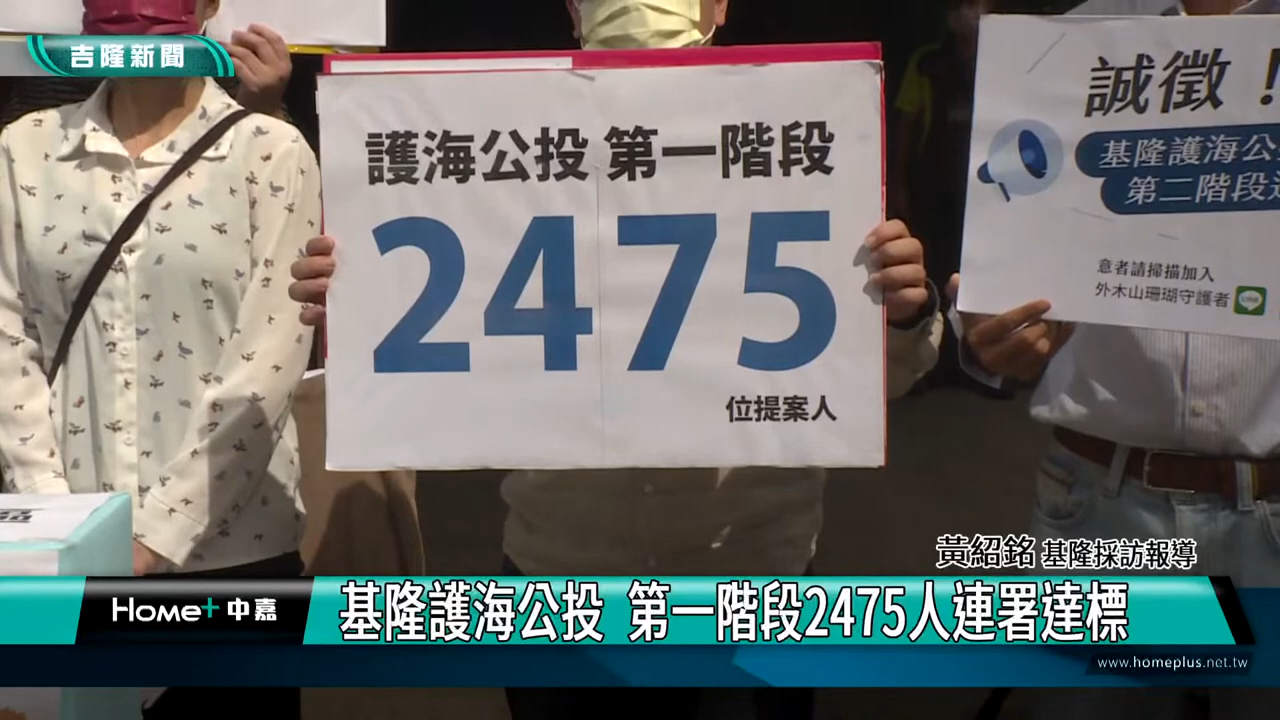 吉隆新聞
護海公投 第一階段
2475
位提案人
誠徵!
基隆護海公
第二階段
意者請掃描加入
外木山珊瑚守護者
黃紹銘 基隆採訪報導
Home+ 中嘉
基隆護海公投 第一階段2475人連署達標
www.homeplus.net.tw